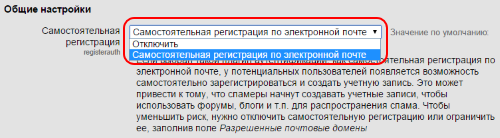 Общие настройки
Самостоятельная регистрация по электронной почте Значение по умолчанию:
Самостоятельная
регистрация
registerauth
Отключить
Самостоятельная регистрация по электронной почте
самостоятельная регистрация по
электронной почте, у потенциальных пользователей появляется возможность
самостоятельно зарегистрироваться и создать учетную запись. Это может
привести к тому, что спамеры начнут создавать учетные записи, чтобы
использовать форумы, блоги и т.п. для распространения спама. Чтобы
уменьшить риск, нужно отключить самостоятельную регистрацию или ограничить
ее, заполнив поле Разрешенные почтовые домены